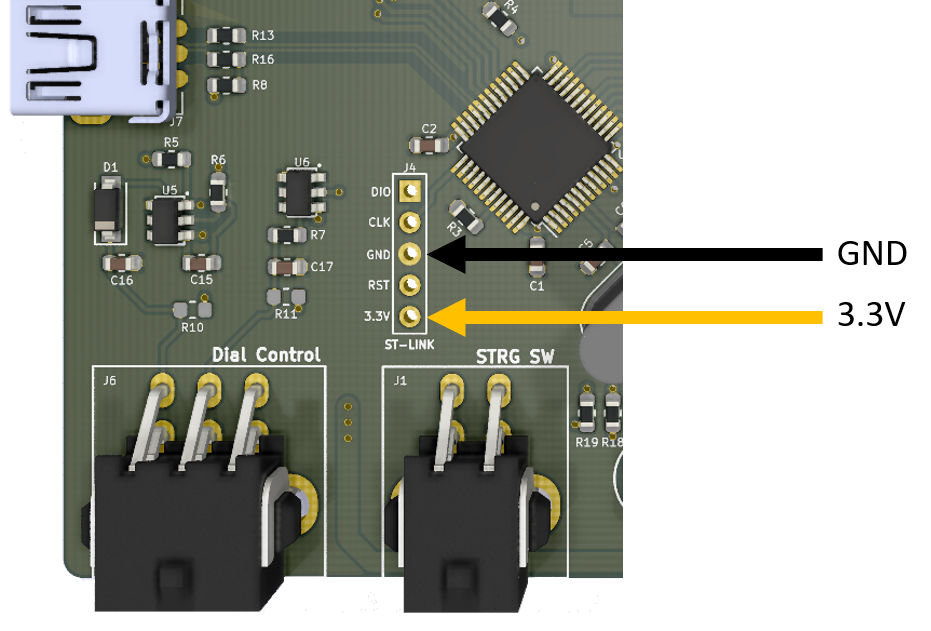 R4
R13
R16
R8
J7
C2
R5
R6
U6
J4
D1
U5
DIO
CLK
R3
R7
GND
GND
C16
C15
C17
C1
RST
R10
R11
3.3V
3.3V
ST-LINK
Dial Control
STRG SW
J6
J1
R19
R18